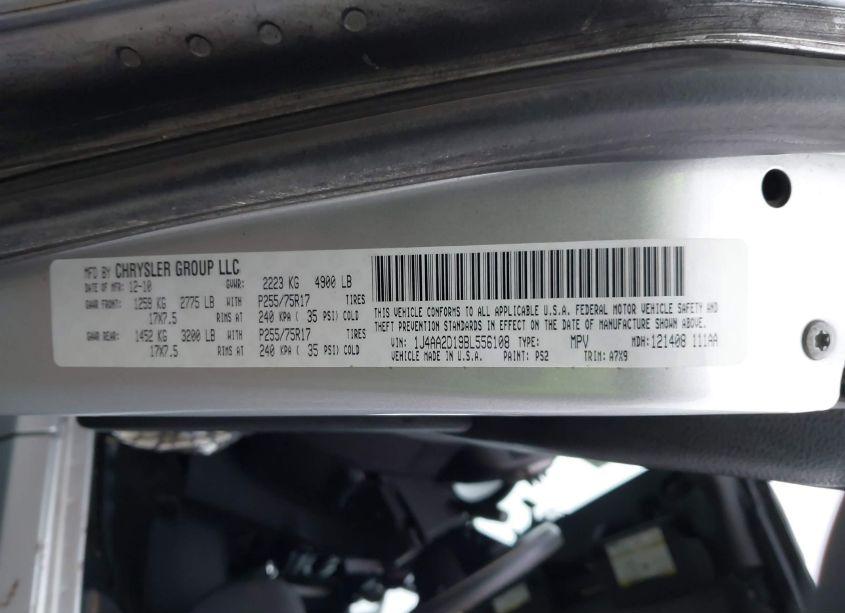 MFD BY CHRYSLER GROUP LLC
DATE OF MFR: 12-10 GVWR: 2223 KG 4900 LB
GAWR FRONT: 1259 KG 2775 LB WITH P255/75R17 TIRES
17X7.5 RIMS AT 240 KPA ( 35 PSI) COLD
GAWR REAR: 1452 KG 3200 LB WITH P255/75R17 TIRES
17X7.5 RIMS AT 240 KPA ( 35 PSI) COLD
THIS VEHICLE CONFORMS TO ALL APPLICABLE U.S.A. FEDERAL MOTOR VEHICLE SAFETY AND
THEFT PREVENTION STANDARDS IN EFFECT ON THE DATE OF MANUFACTURE SHOWN ABOVE.
VIN: 1J4AA2D19BL556108 TYPE: MPV MDH: 121408 111AA
VEHICLE MADE IN U.S.A. PAINT: PS2 TRIM: A7X9